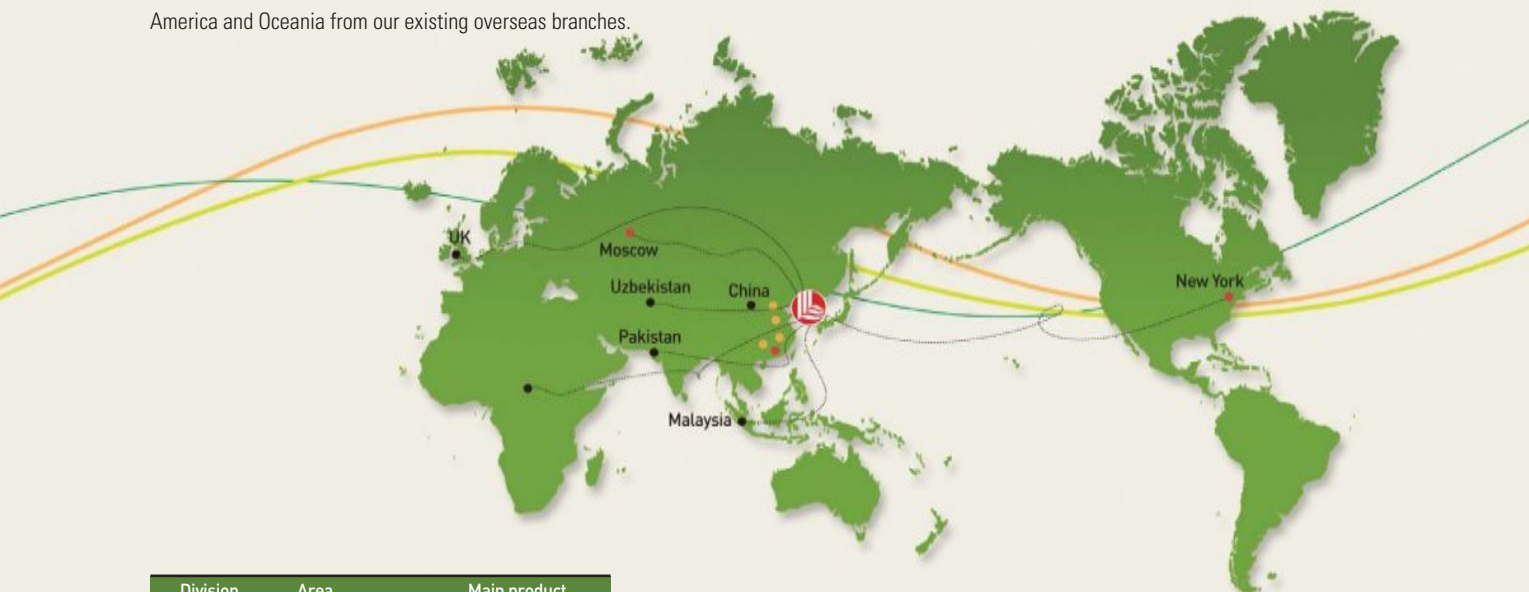 America and Oceania from our existing overseas branches.
UK
Moscow
Uzbekistan
China
New York
Pakistan
Malaysia
Division Area Main product